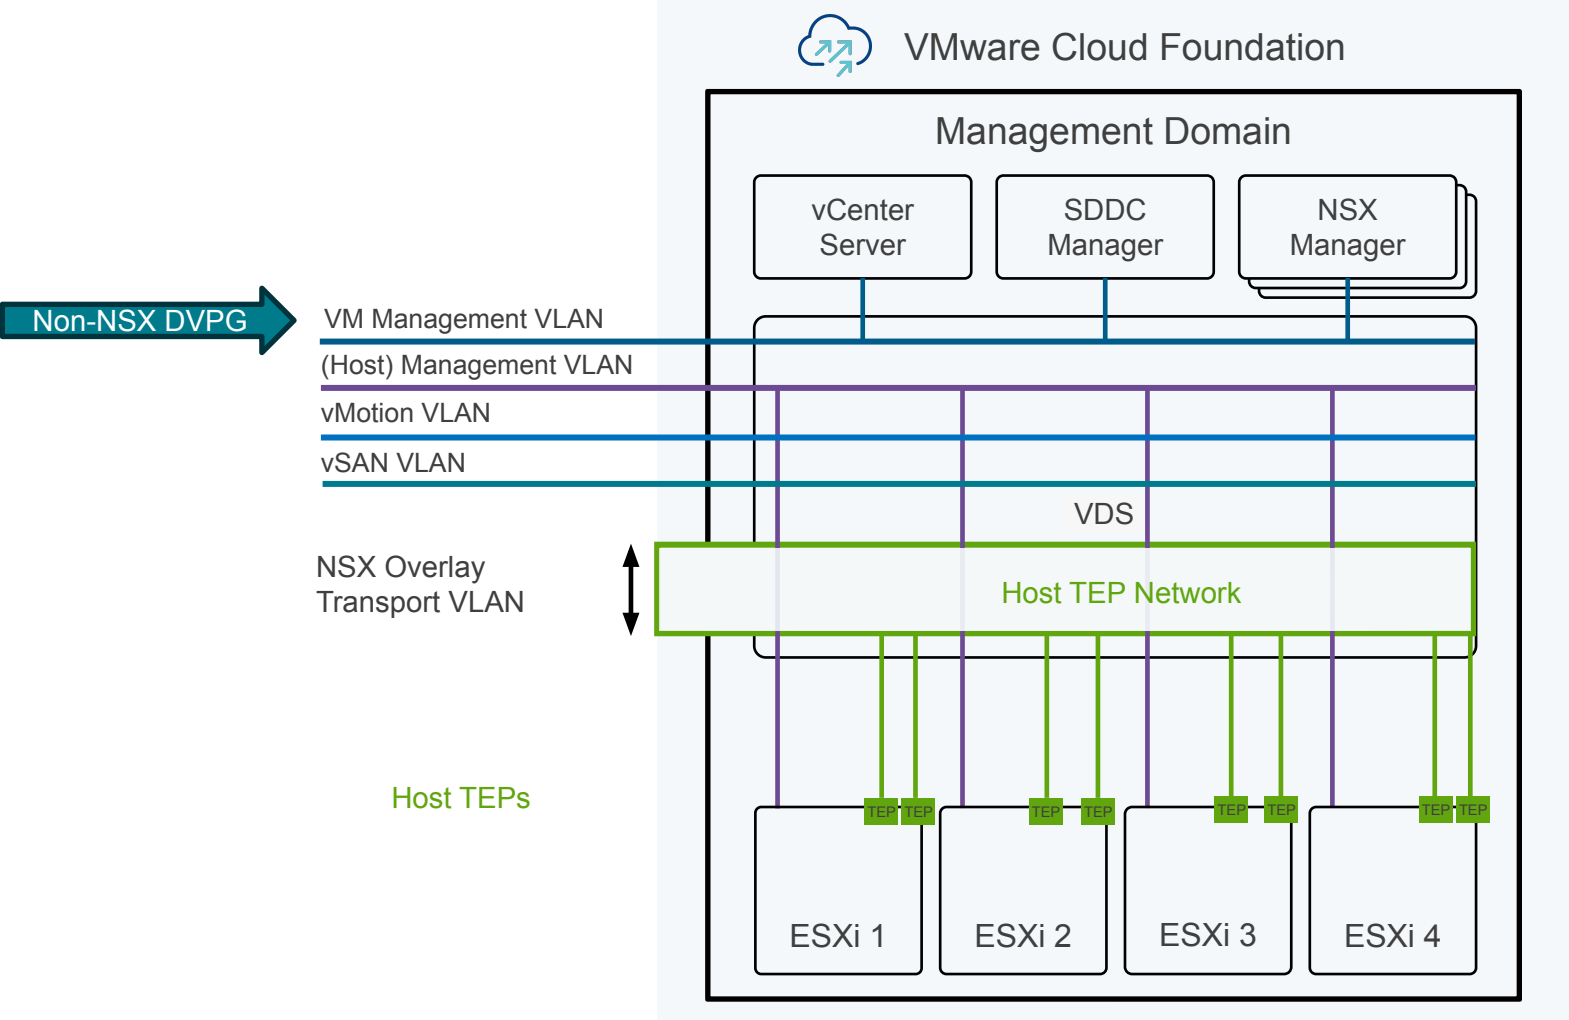 VMware Cloud Foundation
Management Domain
vCenter
Server
SDDC
Manager
NSX
Manager
Non-NSX DVPG
VM Management VLAN
(Host) Management VLAN
vMotion VLAN
vSAN VLAN
VDS
NSX Overlay
Transport VLAN
Host TEP Network
Host TEPs
TEP TEP TEP TEP TEP TEP TEP TEP
ESXi 1 ESXi 2 ESXi 3 ESXi 4